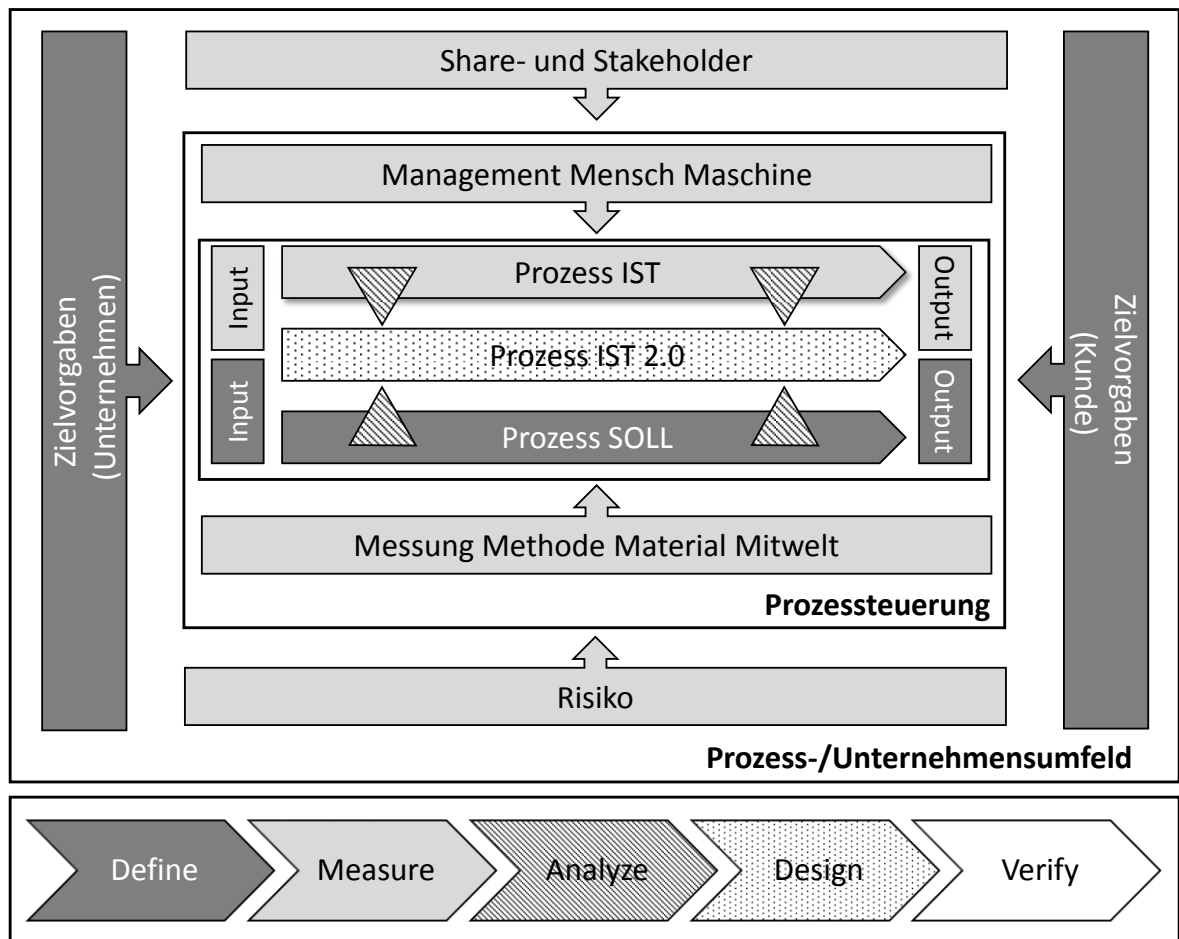 Share- und Stakeholder
Zielvorgaben
(Unternehmen)
Management Mensch Maschine
Input
Prozess IST
Output
Prozess IST 2.0
Input
Prozess SOLL
Output
Zielvorgaben
(Kunde)
Messung Methode Material Mitwelt
Prozessteuerung
Risiko
Prozess-/Unternehmensumfeld
Define
Measure
Analyze
Design
Verify